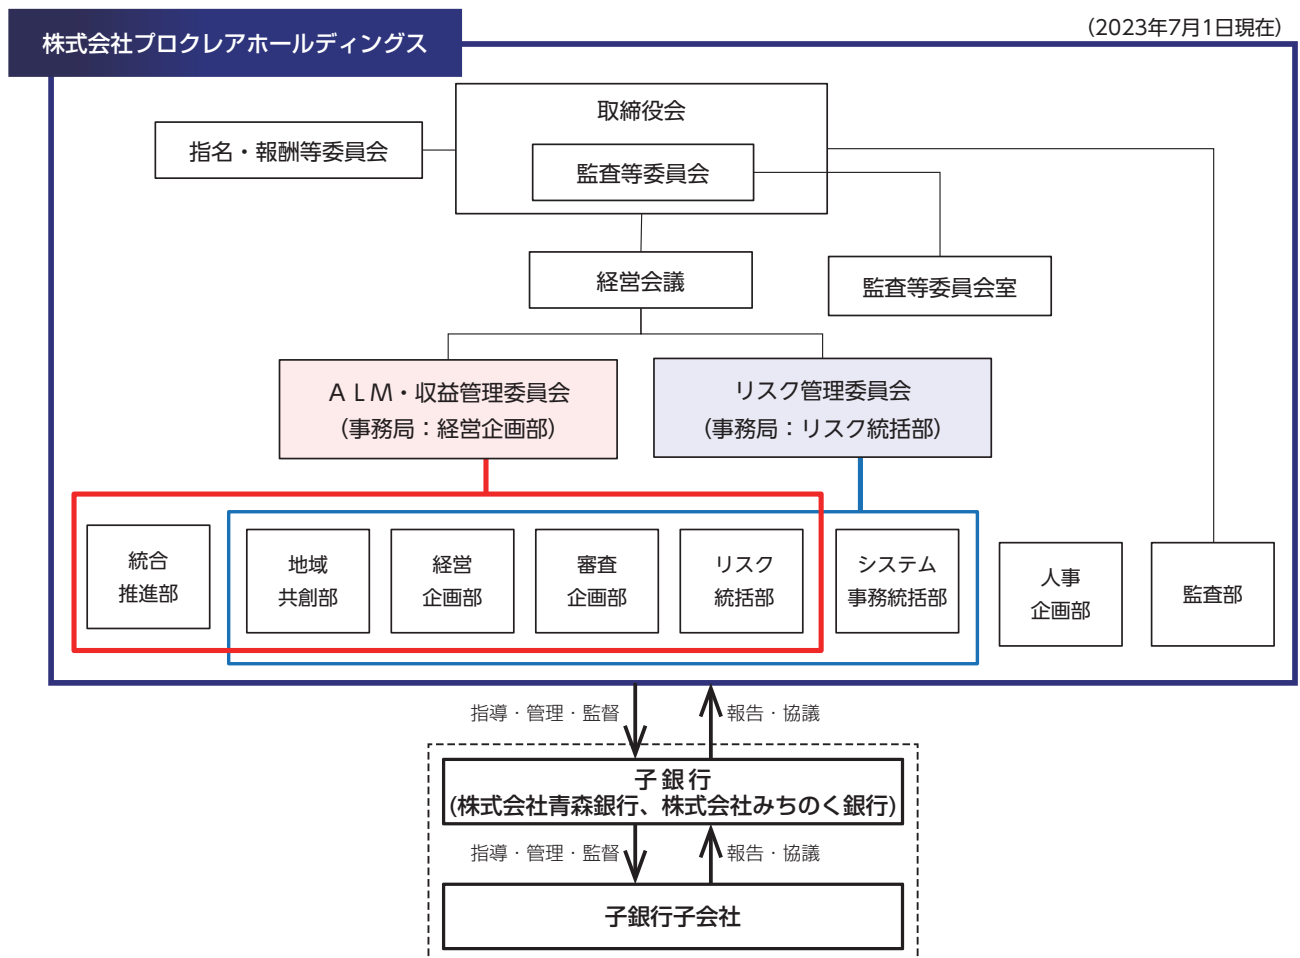 株式会社プロクレアホールディングス
(2023年7月1日現在)
取締役会
指名・報酬等委員会
監査等委員会
経営会議
監査等委員会室
ALM・収益管理委員会
(事務局：経営企画部)
リスク管理委員会
(事務局：リスク統括部)
統合
推進部
地域
共創部
経営
企画部
審査
企画部
リスク
統括部
システム
事務統括部
人事
企画部
監査部
指導・管理・監督
報告・協議
子銀行
(株式会社青森銀行、株式会社みちのく銀行)
指導・管理・監督
報告・協議
子銀行子会社